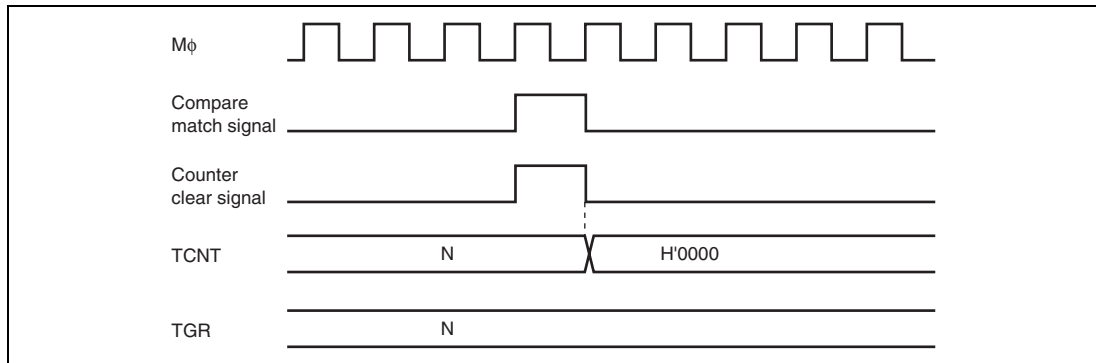 Mφ
Compare
match signal
Counter
clear signal
TCNT
N
H'0000
TGR
N